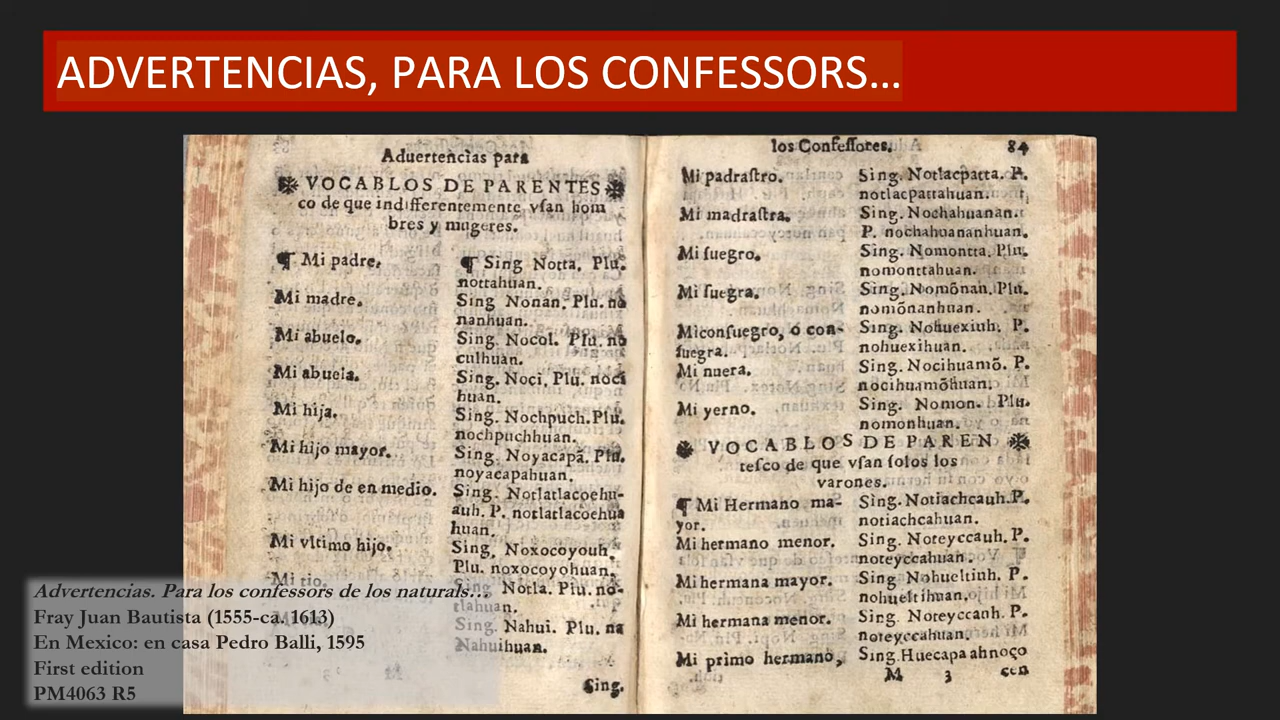 ADVERTENCIAS, PARA LOS CONFESSORS...
Aduertencias para
VOCABLOS DE PARENTES
co de que indifferentemente vſan hom
bres y mugeres.
¶ Mi padre. ¶ Sing Notta. Plu.
nottahuan.
Mi madre. Sing Nonan. Plu. no
nanhuan.
Mi abuelo. Sing. Nocol. Plu. no
culhuan.
Mi abuela. Sing. Noci. Plu. noci
huan.
Mi hija. Sing. Nochpuch. Plu.
nochpuchhuan.
Mi hijo mayor. Sing. Noyacapã. Plu.
noyacapahuan.
Mi hijo de en medio. Sing. Notlatlacoehu-
auh. P. notlatlacoehua
huan.
Mi vltimo hijo. Sing. Noxocoyouh.
Plu. noxocoyohuan.
Mi tio. Sing. Notla. Plu. no-
tlahuan.
Sing. Nahui. Plu. na
Nahuihuan.
Sing.
los Confeſſores. 84
Mi padraſtro. Sing. Notlacpatta. P.
notlacpattahuan.
Mi madraſtra. Sing. Nochahuanan.
P. nochahuananhuan.
Mi ſuegro. Sing. Nomontta. Plu.
nomonttahuan.
Mi ſuegra. Sing. Nomõnan. Plu.
nomõnanhuan.
Mi conſuegro, ó con- Sing. Nohuexiuh. P.
ſuegra. nohuexihuan.
Mi nuera. Sing. Nocihuamõ. P.
nocihuamõhuan.
Mi yerno. Sing. Nomon. Plu.
nomonhuan.
VOCABLOS DE PAREN
teſco de que vſan ſolos los
varones.
¶ Mi Hermano ma- Sing. Notiachcauh. P.
yor. notiachcahuan.
Mi hermano menor. Sing. Noteyccauh. P.
noteyccahuan.
Mi hermana mayor. Sing Nohueltiuh. P.
nohueltihuan.
Mi hermana menor. Sing. Noteyccauh. P.
noteyccahuan.
Mi primo hermano, Sing. Huecapa ahnoço
M 3 cen
Advertencias. Para los confessors de los naturals...
Fray Juan Bautista (1555-ca. 1613)
En Mexico: en casa Pedro Balli, 1595
First edition
PM4063 R5